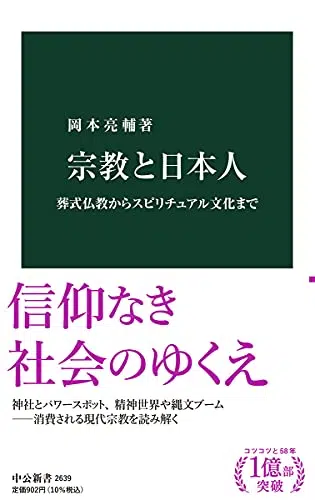 岡本亮輔著
宗教と日本人
葬式仏教からスピリチュアル文化まで
信仰なき
社会のゆくえ
神社とパワースポット、精神世界や縄文ブーム
——消費される現代宗教を読み解く
中公新書 2639
定価902円(10%税込)
コツコツと58年
1億部
突破